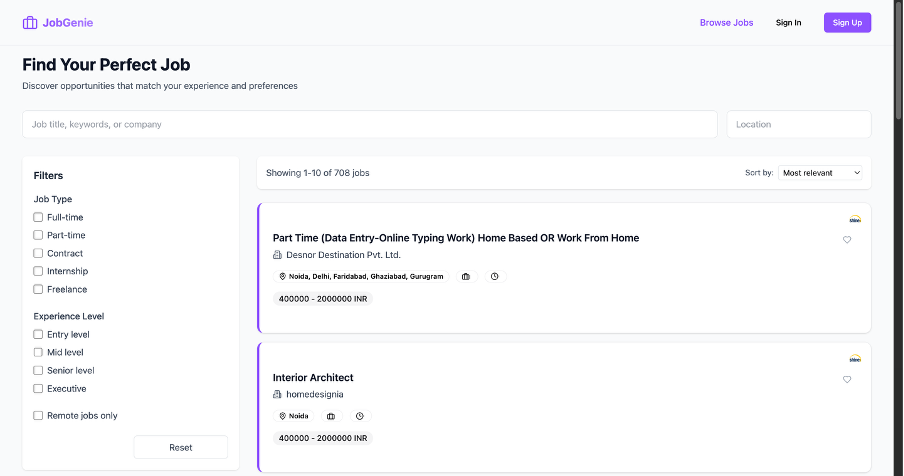 JobGenie
Browse Jobs
Sign In
Sign Up
Find Your Perfect Job
Discover opportunities that match your experience and preferences
Job title, keywords, or company
Location
Filters
Job Type
Full-time
Part-time
Contract
Internship
Freelance
Experience Level
Entry level
Mid level
Senior level
Executive
Remote jobs only
Reset
Showing 1-10 of 708 jobs
Sort by:
Most relevant
shine
Part Time (Data Entry-Online Typing Work) Home Based OR Work From Home
Desnor Destination Pvt. Ltd.
Noida, Delhi, Faridabad, Ghaziabad, Gurugram
400000 - 2000000 INR
shine
Interior Architect
homedesignia
Noida
400000 - 2000000 INR